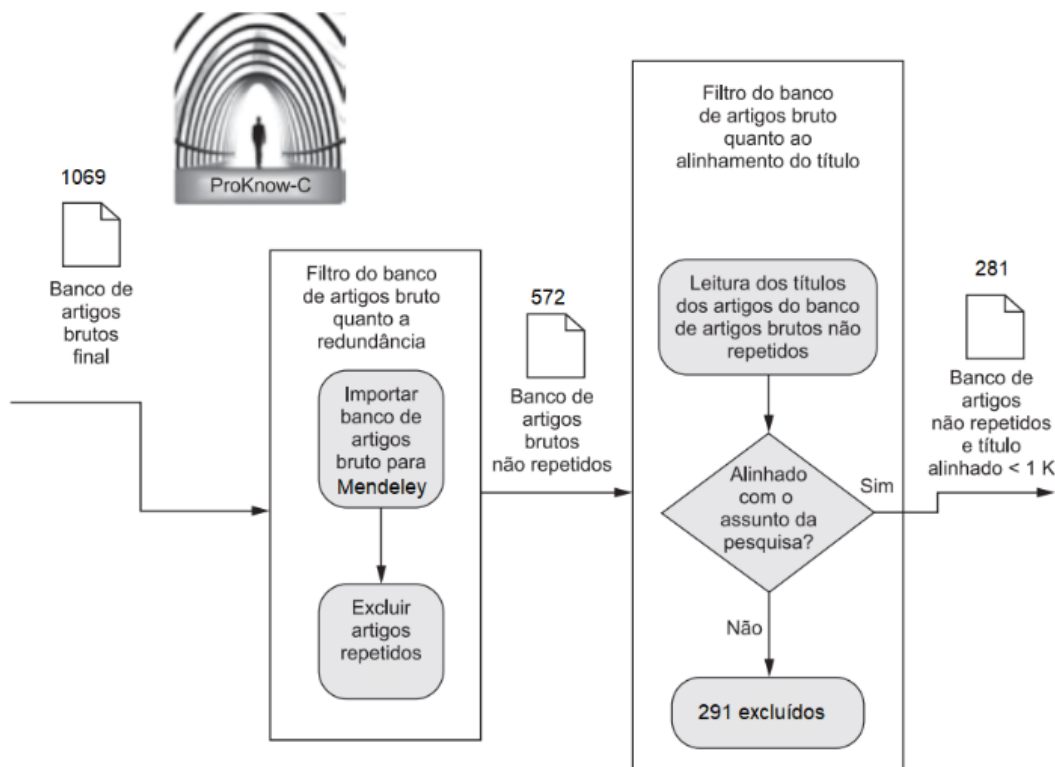 ProKnow-C
1069
Banco de
artigos
brutos
final
Filtro do banco
de artigos bruto
quanto a
redundância
Importar
banco de
artigos
bruto para
Mendeley
Excluir
artigos
repetidos
572
Banco de
artigos
brutos
não repetidos
Filtro do banco
de artigos bruto
quanto ao
alinhamento do título
Leitura dos títulos
dos artigos do banco
de artigos brutos não
repetidos
Alinhado
com o
assunto da
pesquisa?
Sim
Não
291 excluídos
281
Banco de
artigos
não repetidos
e título
alinhado < 1 K